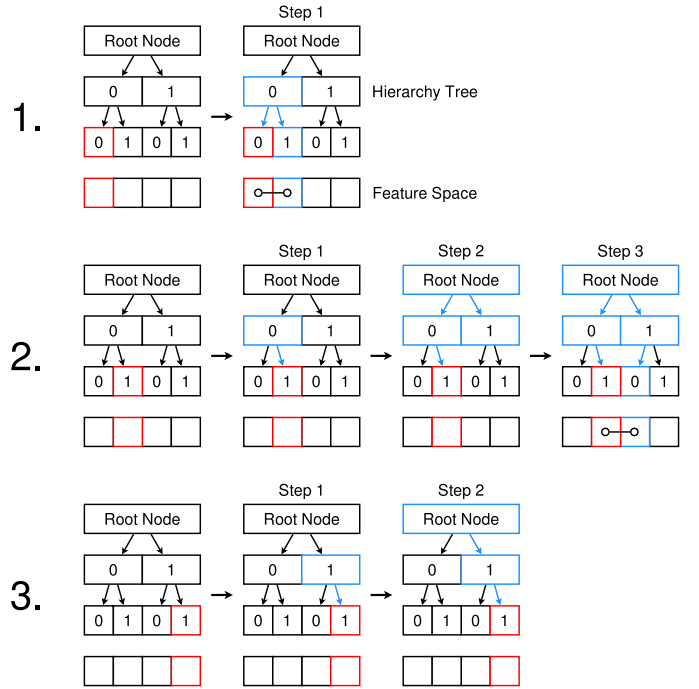 Step 1
Root Node Root Node
0 1 0 1 Hierarchy Tree
1.
0 1 0 1 0 1 0 1
Feature Space
Step 1 Step 2 Step 3
Root Node Root Node Root Node Root Node
0 1 0 1 0 1 0 1
2.
0 1 0 1 0 1 0 1 0 1 0 1 0 1 0 1
Step 1 Step 2
Root Node Root Node Root Node
0 1 0 1 0 1
3.
0 1 0 1 0 1 0 1 0 1 0 1